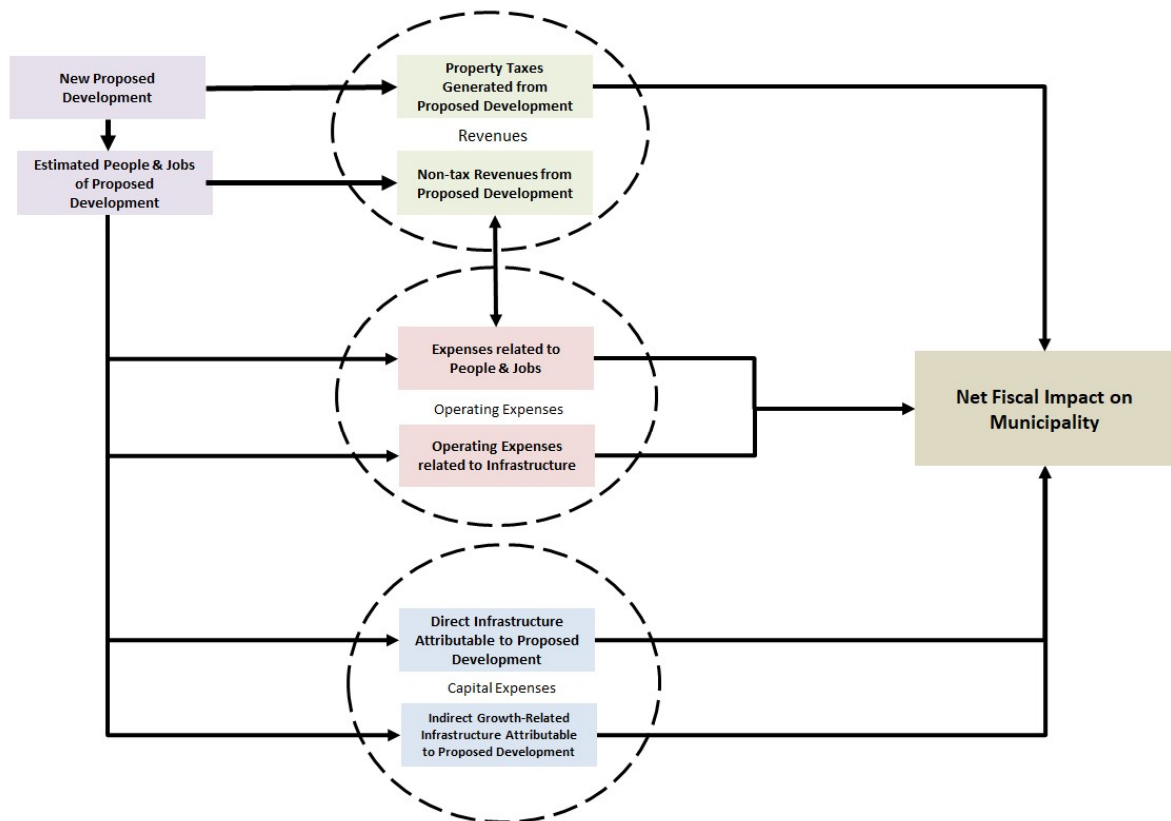 New Proposed
Development
Estimated People & Jobs
of Proposed
Development
Property Taxes
Generated from
Proposed Development
Revenues
Non-tax Revenues from
Proposed Development
Expenses related to
People & Jobs
Operating Expenses
Operating Expenses
related to Infrastructure
Direct Infrastructure
Attributable to Proposed
Development
Capital Expenses
Indirect Growth-Related
Infrastructure Attributable
to Proposed Development
Net Fiscal Impact on
Municipality